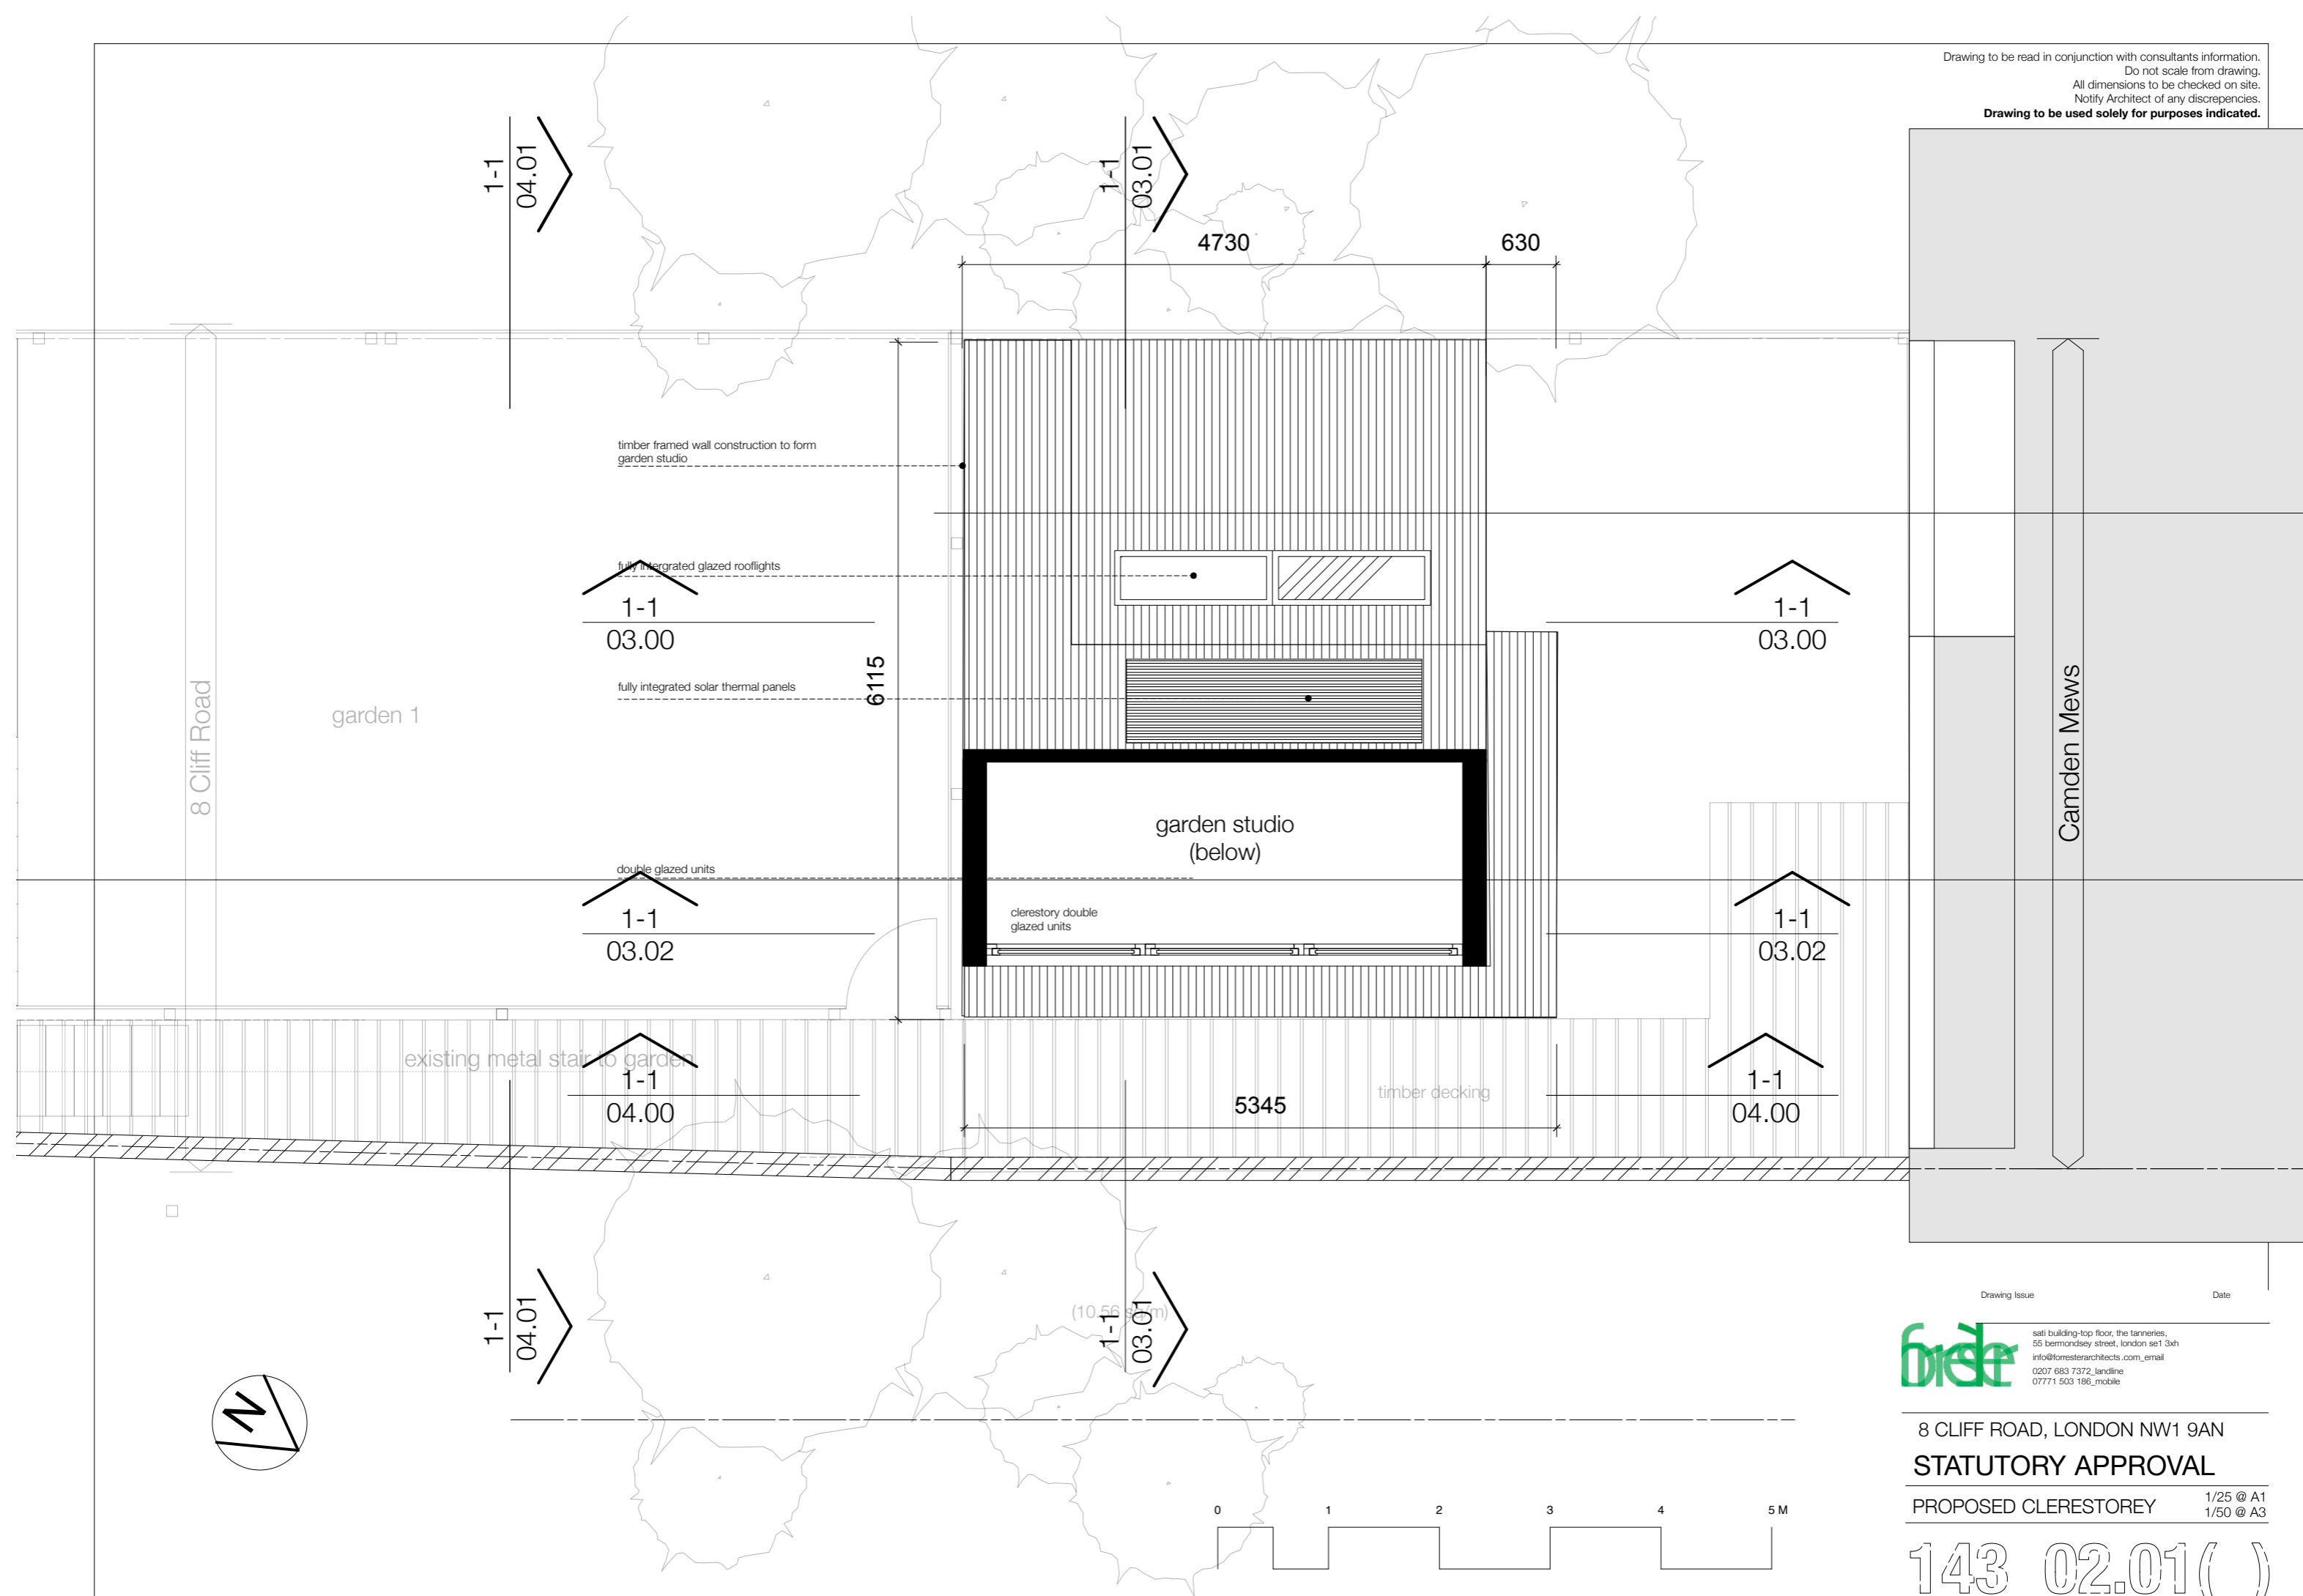 Drawing to be read in conjunction with consultants information.
Do not scale from drawing.
All dimensions to be checked on site.
Notify Architect of any discrepencies.
Drawing to be used solely for purposes indicated.
1-1
04.01
1-1
03.01
4730
630
timber framed wall construction to form
garden studio
fully intergrated glazed rooflights
1-1
03.00
1-1
03.00
6115
fully integrated solar thermal panels
8 Cliff Road
garden 1
Camden Mews
garden studio
(below)
double glazed units
clerestory double
glazed units
1-1
03.02
1-1
03.02
existing metal stair to garden
1-1
04.00
5345
timber decking
1-1
04.00
1-1
04.01
(10.56 sq/m)
1-1
03.01
N
Drawing Issue
Date
forrester
sati building-top floor, the tanneries,
55 bermondsey street, london se1 3xh
info@forresterarchitects.com_email
0207 683 7372_landline
07771 503 186_mobile
8 CLIFF ROAD, LONDON NW1 9AN
STATUTORY APPROVAL
PROPOSED CLERESTOREY
1/25 @ A1
1/50 @ A3
0 1 2 3 4 5 M
143 02.01( )